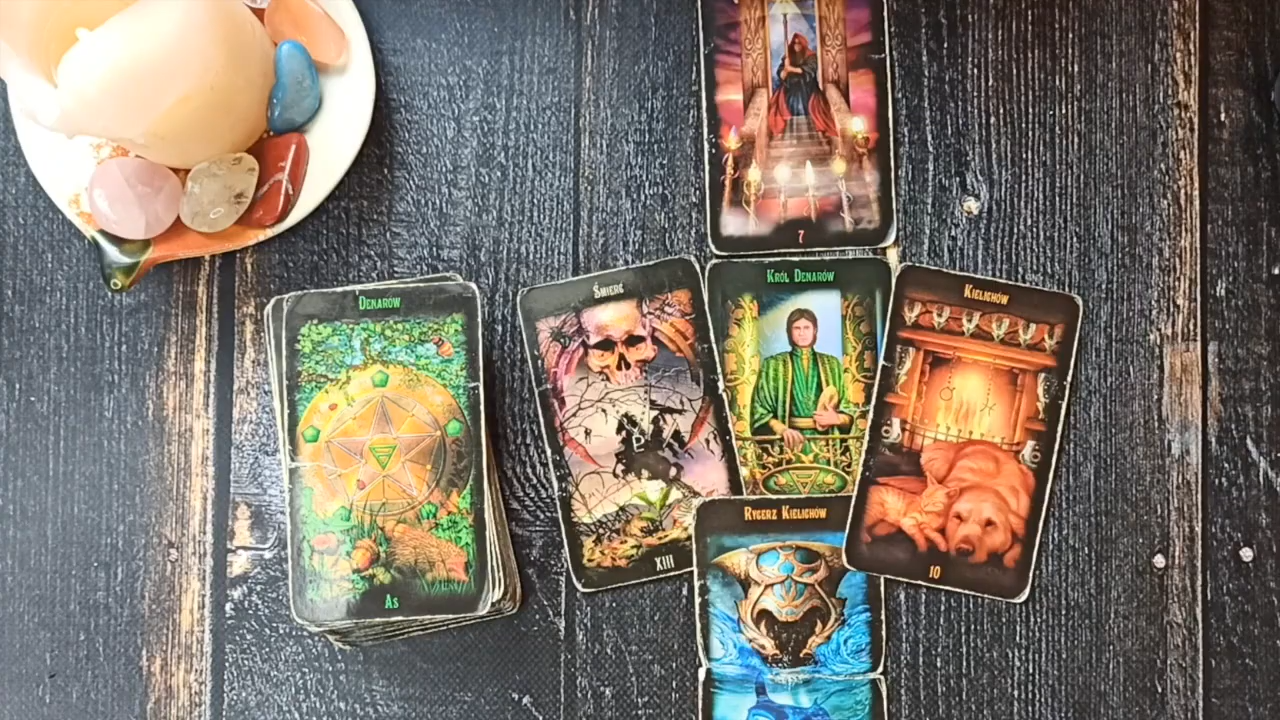 7
Denarów
As
Śmierć
XIII
Król Denarów
Kielichów
10
Rycerz Kielichów